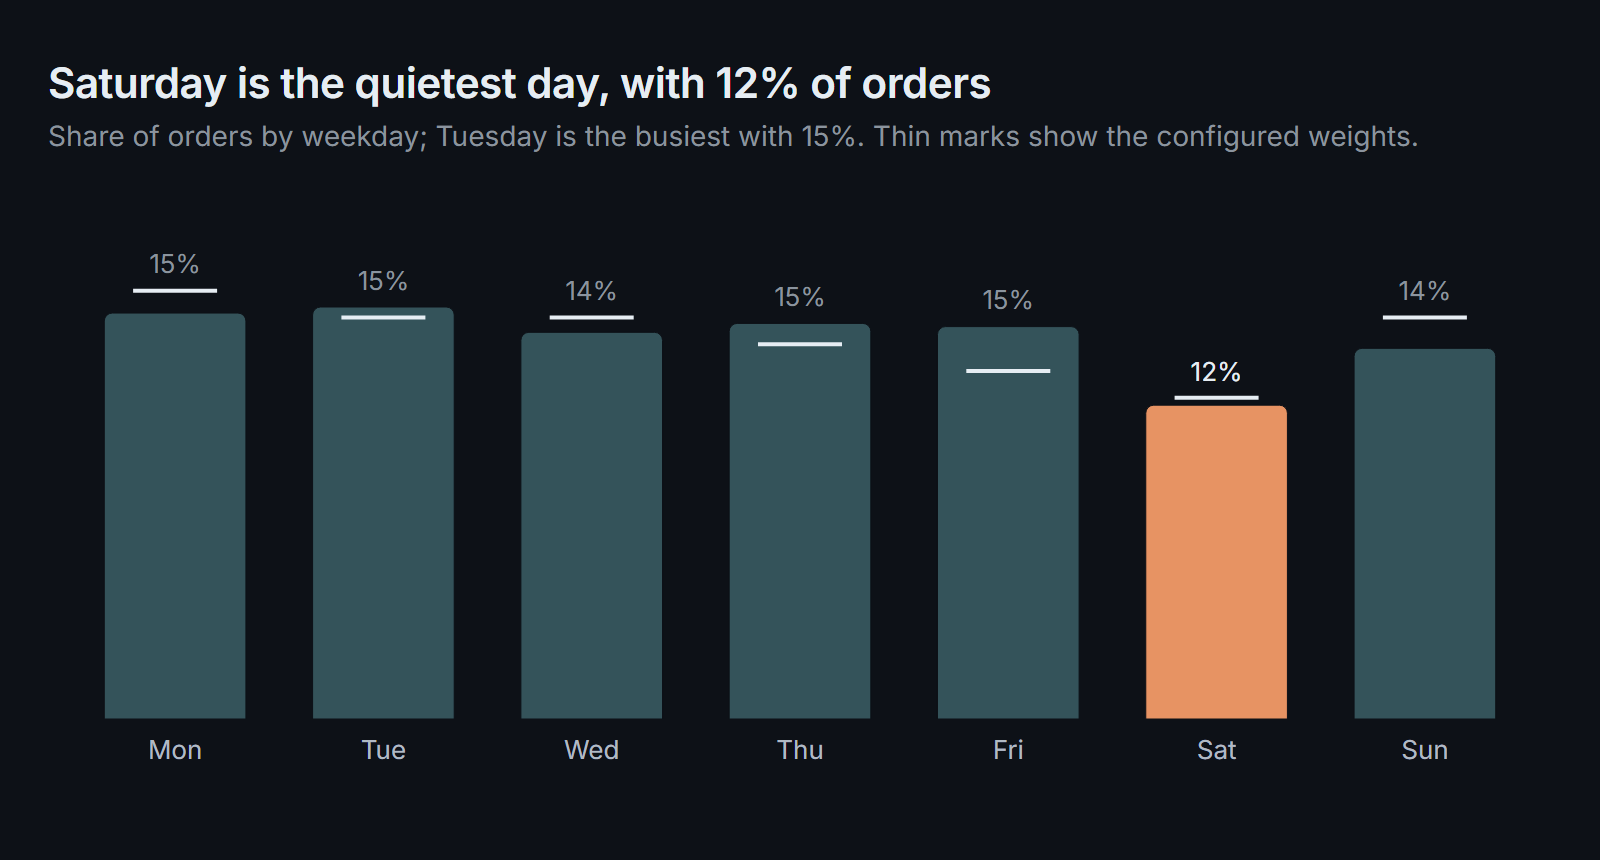 Saturday is the quietest day, with 12% of orders
Share of orders by weekday; Tuesday is the busiest with 15%. Thin marks show the configured weights.
15%
15%
14%
15%
15%
12%
14%
Mon
Tue
Wed
Thu
Fri
Sat
Sun